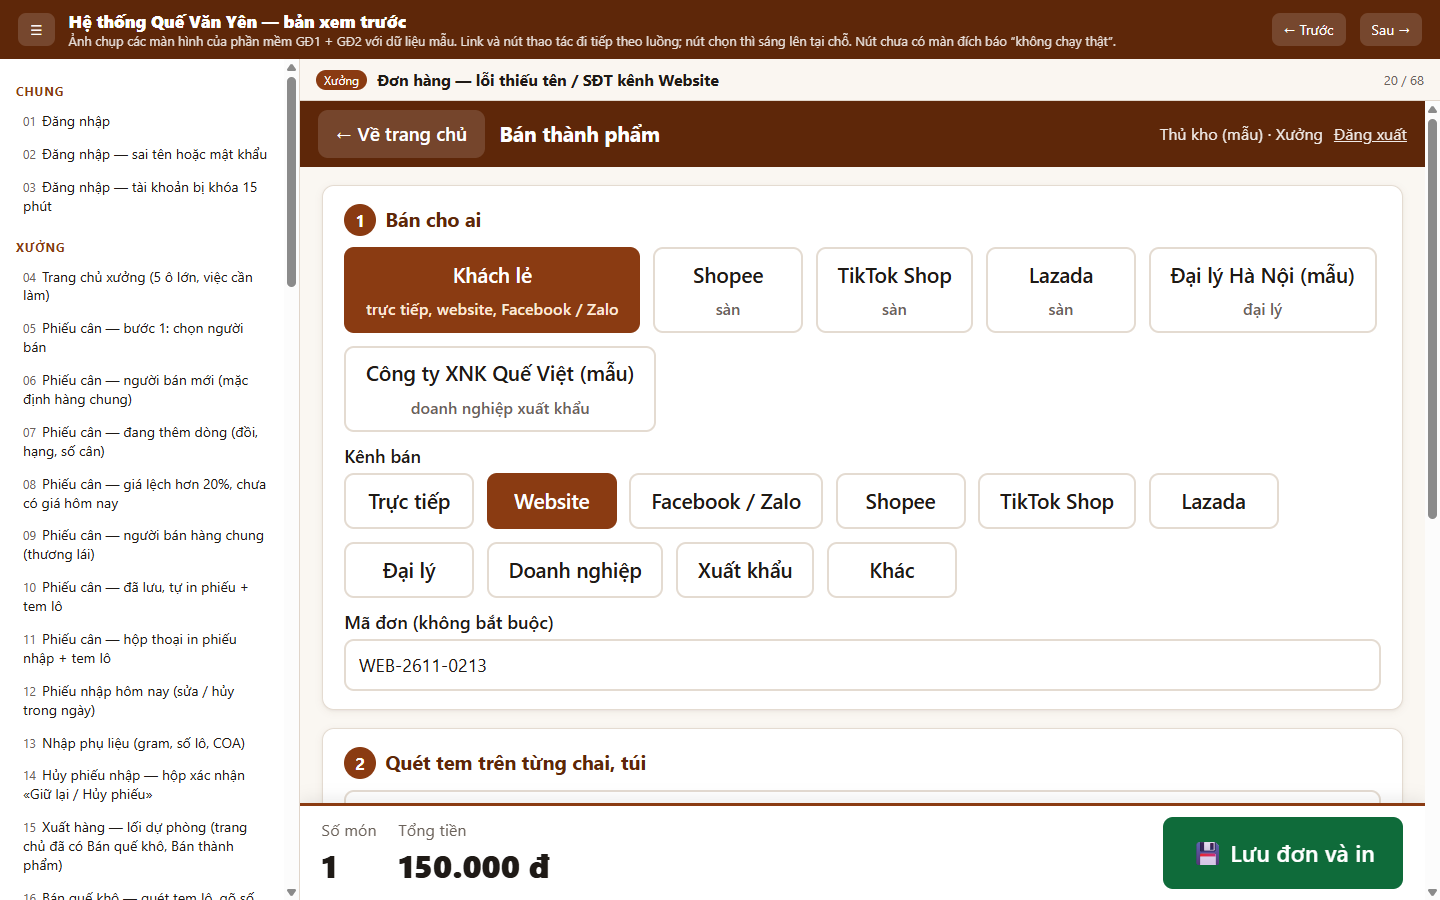 ☰
Hệ thống Quế Văn Yên — bản xem trước
Ảnh chụp các màn hình của phần mềm GĐ1 + GĐ2 với dữ liệu mẫu. Link và nút thao tác đi tiếp theo luồng; nút chọn thì sáng lên tại chỗ. Nút chưa có màn đích báo “không chạy thật”.
← Trước
Sau →
CHUNG
01 Đăng nhập
02 Đăng nhập — sai tên hoặc mật khẩu
03 Đăng nhập — tài khoản bị khóa 15
phút
XƯỞNG
04 Trang chủ xưởng (5 ô lớn, việc cần
làm)
05 Phiếu cân — bước 1: chọn người
bán
06 Phiếu cân — người bán mới (mặc
định hàng chung)
07 Phiếu cân — đang thêm dòng (đồi,
hạng, số cân)
08 Phiếu cân — giá lệch hơn 20%, chưa
có giá hôm nay
09 Phiếu cân — người bán hàng chung
(thương lái)
10 Phiếu cân — đã lưu, tự in phiếu +
tem lô
11 Phiếu cân — hộp thoại in phiếu
nhập + tem lô
12 Phiếu nhập hôm nay (sửa / hủy
trong ngày)
13 Nhập phụ liệu (gram, số lô, COA)
14 Hủy phiếu nhập — hộp xác nhận
«Giữ lại / Hủy phiếu»
15 Xuất hàng — lối dự phòng (trang
chủ đã có Bán quế khô, Bán thành
phẩm)
16 Bán quế khô — quét tem lô, gõ số
Xưởng
Đơn hàng — lỗi thiếu tên / SĐT kênh Website
20 / 68
← Về trang chủ
Bán thành phẩm
Thủ kho (mẫu) · Xưởng
Đăng xuất
1 Bán cho ai
Khách lẻ
trực tiếp, website, Facebook / Zalo
Shopee
sàn
TikTok Shop
sàn
Lazada
sàn
Đại lý Hà Nội (mẫu)
đại lý
Công ty XNK Quế Việt (mẫu)
doanh nghiệp xuất khẩu
Kênh bán
Trực tiếp
Website
Facebook / Zalo
Shopee
TikTok Shop
Lazada
Đại lý
Doanh nghiệp
Xuất khẩu
Khác
Mã đơn (không bắt buộc)
WEB-2611-0213
2 Quét tem trên từng chai, túi
Số món
1
Tổng tiền
150.000 đ
💾 Lưu đơn và in